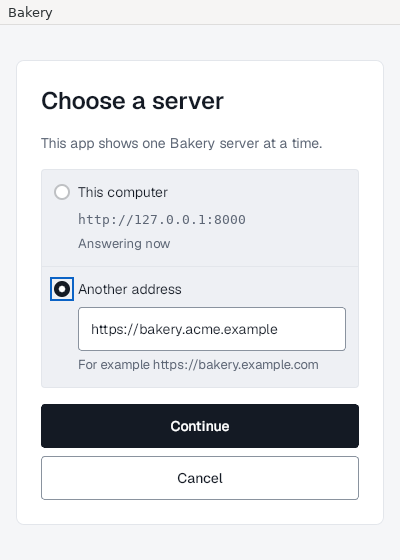 Bakery
Choose a server
This app shows one Bakery server at a time.
This computer
http://127.0.0.1:8000
Answering now
Another address
https://bakery.acme.example
For example https://bakery.example.com
Continue
Cancel